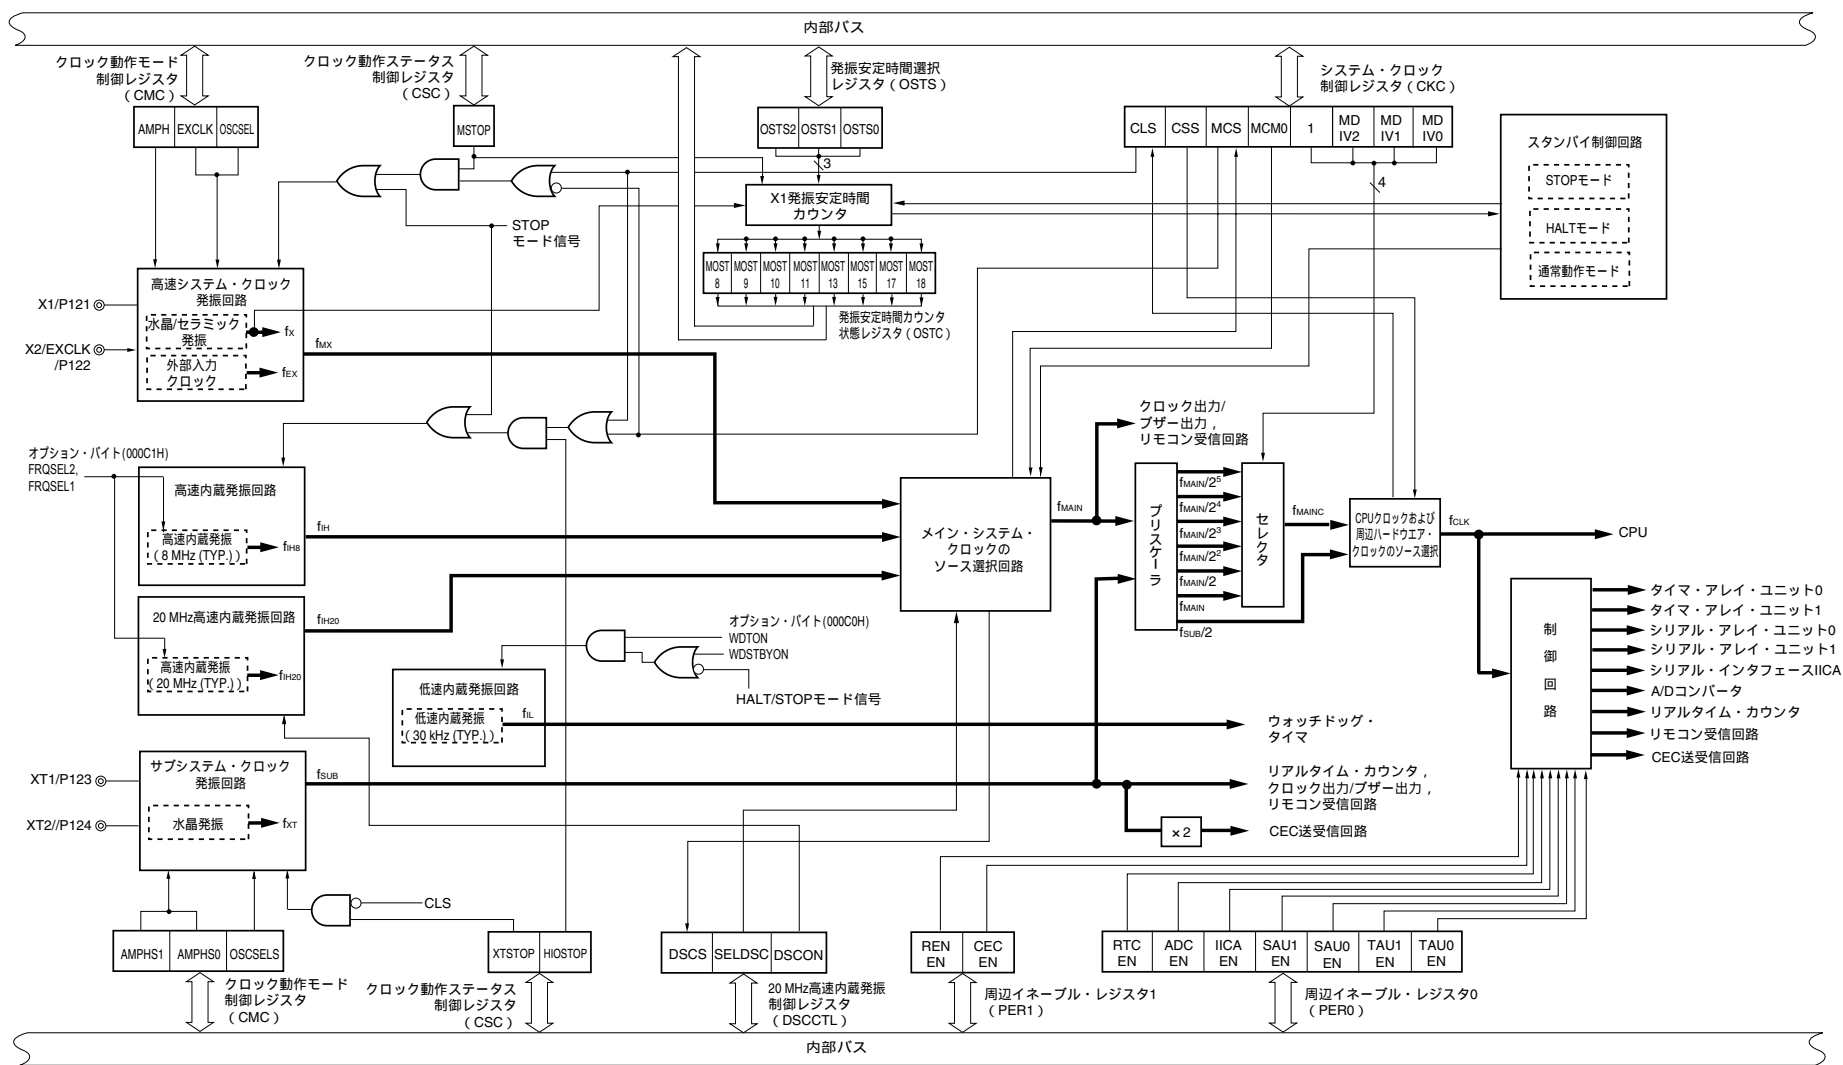 内部バス
クロック動作モード
制御レジスタ
（CMC）
クロック動作ステータス
制御レジスタ
（CSC）
発振安定時間選択
レジスタ（OSTS）
システム・クロック
制御レジスタ（CKC）
AMPH EXCLK OSCSEL
MSTOP
OSTS2 OSTS1 OSTS0
CLS CSS MCS MCM0 1 MD MD MD
IV2 IV1 IV0
3
4
スタンバイ制御回路
STOPモード
HALTモード
通常動作モード
X1発振安定時間
カウンタ
STOP
モード信号
MOST MOST MOST MOST MOST MOST MOST MOST
8 9 10 11 13 15 17 18
発振安定時間カウンタ
状態レジスタ（OSTC）
高速システム・クロック
発振回路
X1/P121
水晶/セラミック
発振
fX
X2/EXCLK
/P122
外部入力
クロック
fEX
fMX
クロック出力/
ブザー出力，
リモコン受信回路
オプション・バイト(000C1H)
FRQSEL2,
FRQSEL1
高速内蔵発振回路
高速内蔵発振
（8 MHz (TYP.)）
fIH8
fIH
20 MHz高速内蔵発振回路
高速内蔵発振
（20 MHz (TYP.)）
fIH20
fIH20
メイン・システム・
クロックの
ソース選択回路
fMAIN
プリスケーラ
fMAIN/2⁵
fMAIN/2⁴
fMAIN/2³
fMAIN/2²
fMAIN/2
fMAIN
fSUB/2
セレクタ
fMAINC
CPUクロックおよび
周辺ハードウエア・
クロックのソース選択
fCLK
CPU
制御回路
タイマ・アレイ・ユニット0
タイマ・アレイ・ユニット1
シリアル・アレイ・ユニット0
シリアル・アレイ・ユニット1
シリアル・インタフェースIICA
A/Dコンバータ
リアルタイム・カウンタ
リモコン受信回路
CEC送受信回路
オプション・バイト(000C0H)
WDTON
WDSTBYON
HALT/STOPモード信号
低速内蔵発振回路
低速内蔵発振
（30 kHz (TYP.)）
fIL
ウォッチドッグ・
タイマ
サブシステム・クロック
発振回路
XT1/P123
XT2//P124
水晶発振
fXT
fSUB
リアルタイム・カウンタ，
クロック出力/ブザー出力，
リモコン受信回路
×2
CEC送受信回路
CLS
AMPHS1 AMPHS0 OSCSELS
XTSTOP HIOSTOP
DSCS SELDSC DSCON
REN CEC
EN EN
RTC ADC IICA SAU1 SAU0 TAU1 TAU0
EN EN EN EN EN EN EN
クロック動作モード
制御レジスタ
（CMC）
クロック動作ステータス
制御レジスタ
（CSC）
20 MHz高速内蔵発振
制御レジスタ
（DSCCTL）
周辺イネーブル・レジスタ1
（PER1）
周辺イネーブル・レジスタ0
（PER0）
内部バス